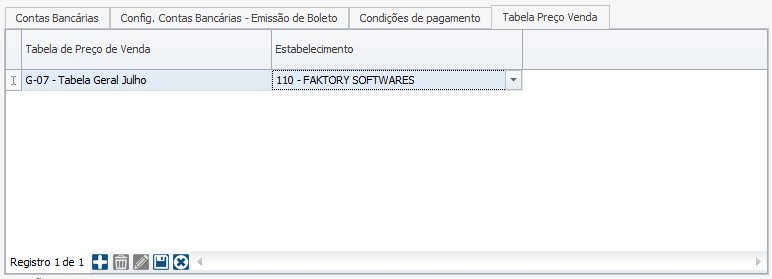 Contas Bancárias Config. Contas Bancárias - Emissão de Boleto Condições de pagamento Tabela Preço Venda
Tabela de Preço de Venda Estabelecimento
G-07 - Tabela Geral Julho 110 - FAKTORY SOFTWARES
Registro 1 de 1